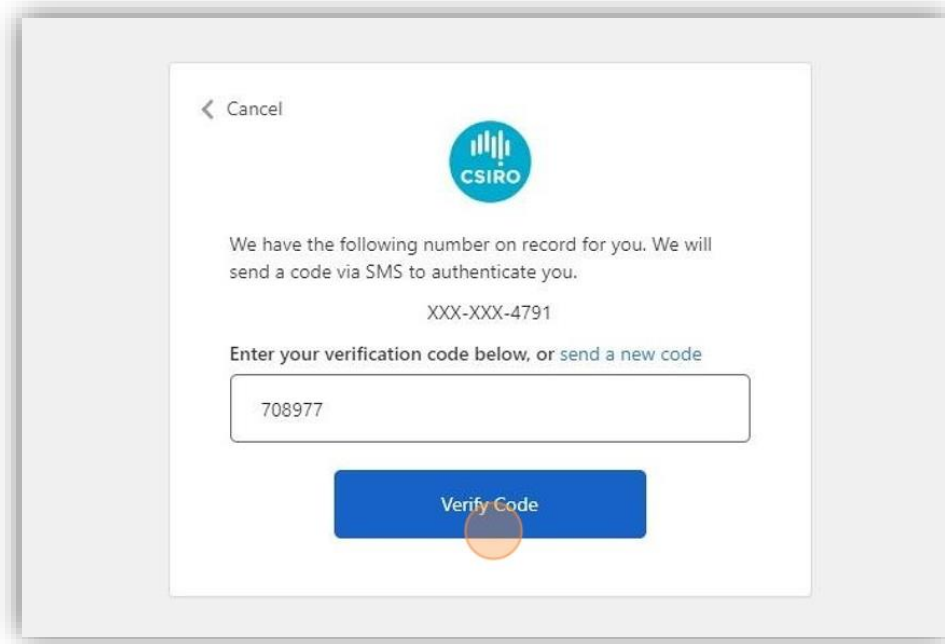 Cancel
CSIRO
We have the following number on record for you. We will
send a code via SMS to authenticate you.
XXX-XXX-4791
Enter your verification code below, or send a new code
708977
Verify Code